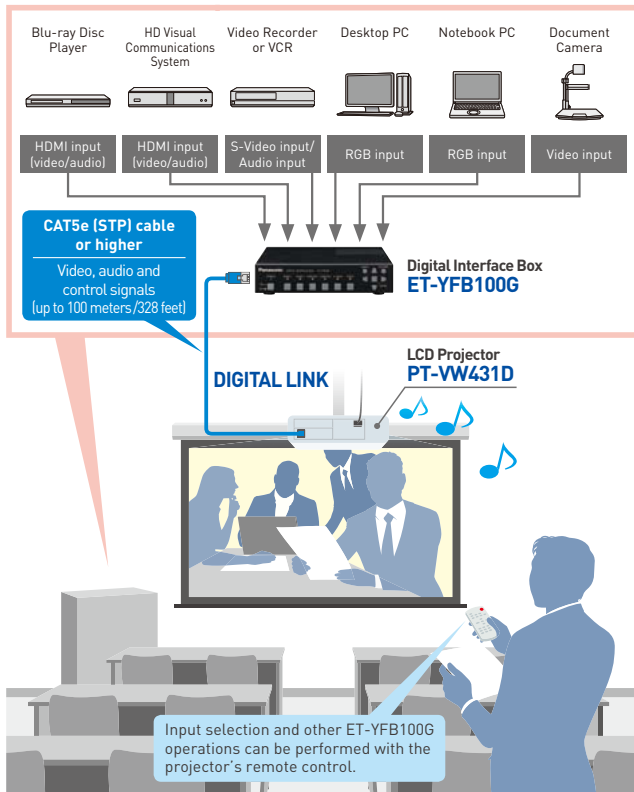 Blu-ray Disc
Player
HD Visual
Communications
System
Video Recorder
or VCR
Desktop PC
Notebook PC
Document
Camera
HDMI input
(video/audio)
HDMI input
(video/audio)
S-Video input/
Audio input
RGB input
RGB input
Video input
CAT5e (STP) cable
or higher
Video, audio and
control signals
(up to 100 meters/328 feet)
Panasonic
Digital Interface Box
ET-YFB100G
DIGITAL LINK
LCD Projector
PT-VW431D
Input selection and other ET-YFB100G
operations can be performed with the
projector's remote control.